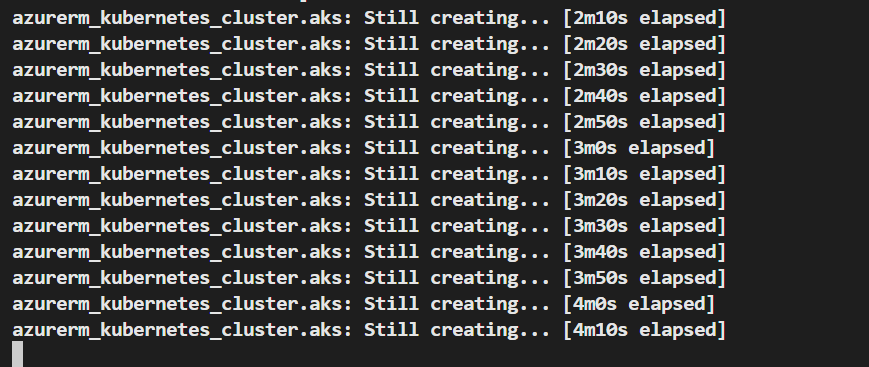 azurerm_kubernetes_cluster.aks: Still creating... [2m10s elapsed]
azurerm_kubernetes_cluster.aks: Still creating... [2m20s elapsed]
azurerm_kubernetes_cluster.aks: Still creating... [2m30s elapsed]
azurerm_kubernetes_cluster.aks: Still creating... [2m40s elapsed]
azurerm_kubernetes_cluster.aks: Still creating... [2m50s elapsed]
azurerm_kubernetes_cluster.aks: Still creating... [3m0s elapsed]
azurerm_kubernetes_cluster.aks: Still creating... [3m10s elapsed]
azurerm_kubernetes_cluster.aks: Still creating... [3m20s elapsed]
azurerm_kubernetes_cluster.aks: Still creating... [3m30s elapsed]
azurerm_kubernetes_cluster.aks: Still creating... [3m40s elapsed]
azurerm_kubernetes_cluster.aks: Still creating... [3m50s elapsed]
azurerm_kubernetes_cluster.aks: Still creating... [4m0s elapsed]
azurerm_kubernetes_cluster.aks: Still creating... [4m10s elapsed]